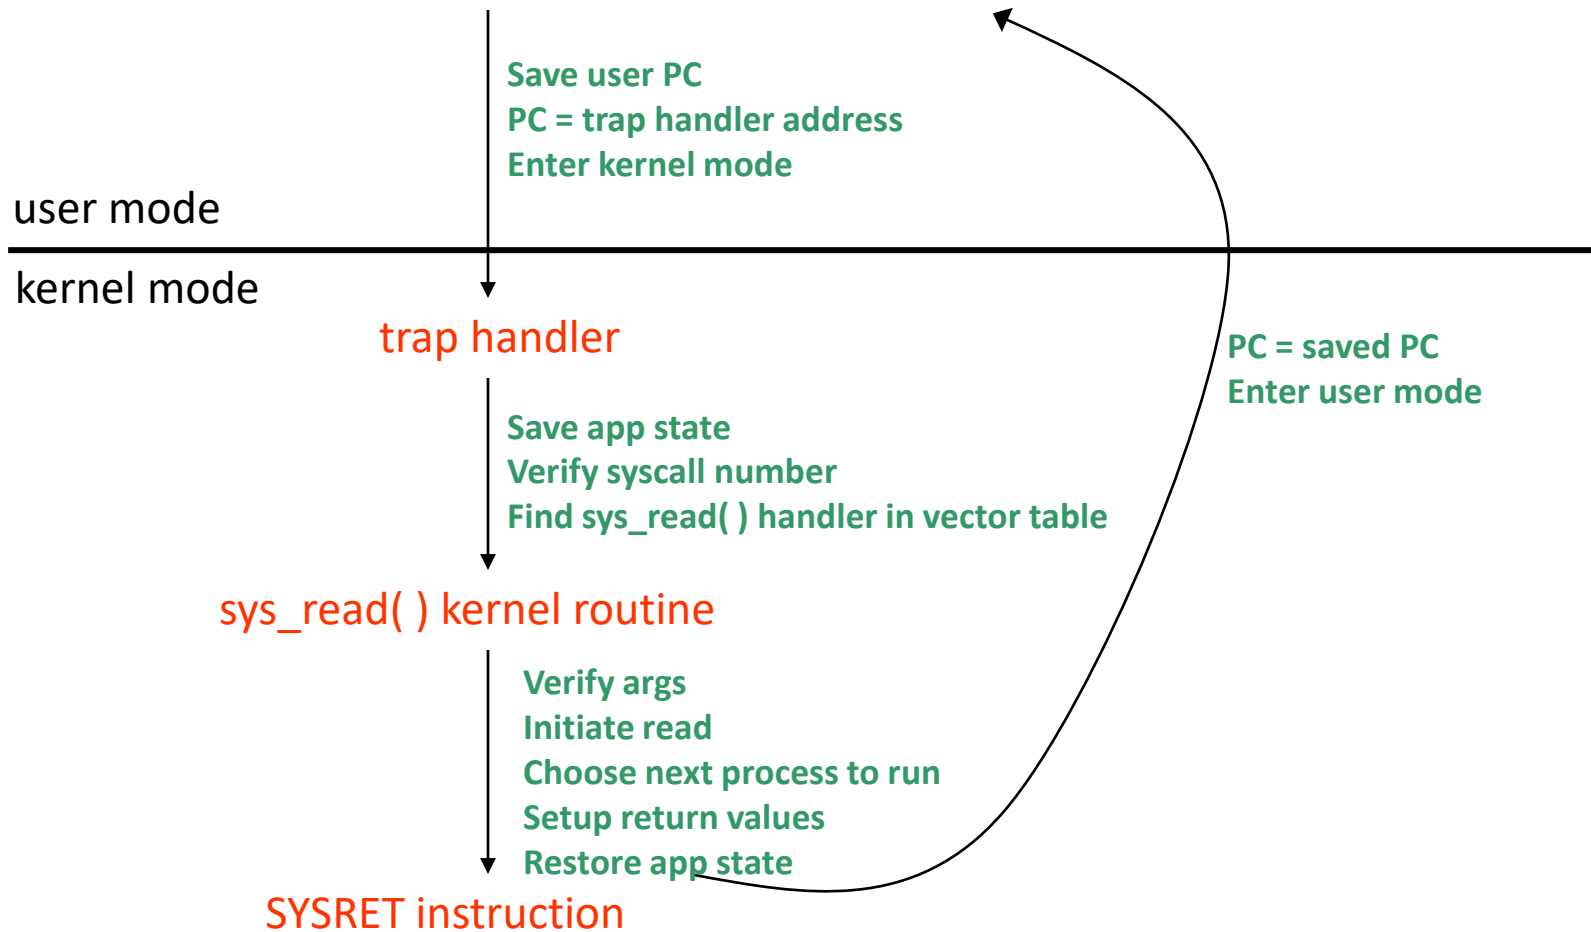 Save user PC
PC = trap handler address
Enter kernel mode
user mode
kernel mode
trap handler
PC = saved PC
Enter user mode
Save app state
Verify syscall number
Find sys_read( ) handler in vector table
sys_read( ) kernel routine
Verify args
Initiate read
Choose next process to run
Setup return values
Restore app state
SYSRET instruction